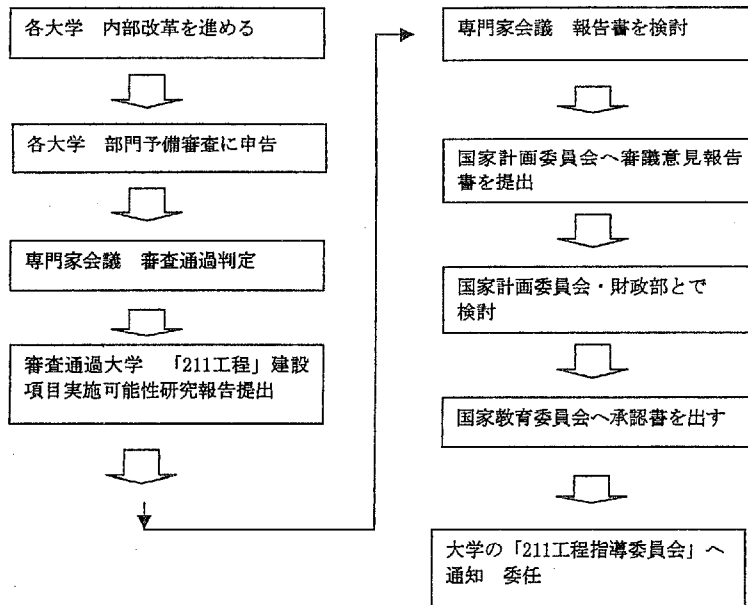 各大学　内部改革を進める
各大学　部門予備審査に申告
専門家会議　審査通過判定
審査通過大学　「211工程」建設
項目実施可能性研究報告提出
専門家会議　報告書を検討
国家計画委員会へ審議意見報告
書を提出
国家計画委員会・財政部とで
検討
国家教育委員会へ承認書を出す
大学の「211工程指導委員会」へ
通知　委任